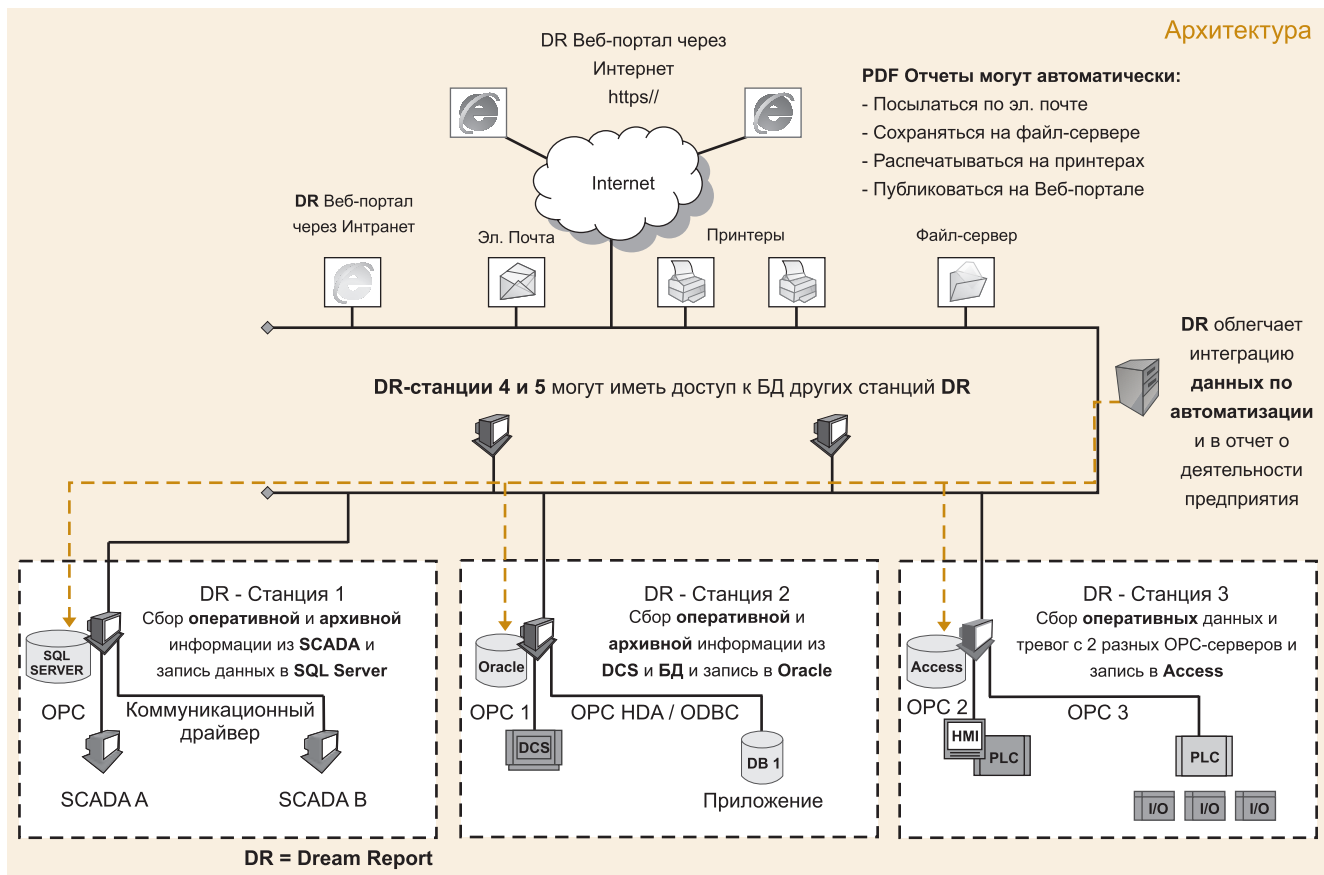 Архитектура
DR Веб-портал через
Интернет
https//
PDF Отчеты могут автоматически:
- Посылаться по эл. почте
- Сохраняться на файл-сервере
- Распечатываться на принтерах
- Публиковаться на Веб-портале
Internet
DR Веб-портал
через Интранет
Эл. Почта
Принтеры
Файл-сервер
DR облегчает
интеграцию
данных по
автоматизации
и в отчет о
деятельности
предприятия
DR-станции 4 и 5 могут иметь доступ к БД других станций DR
DR - Станция 1
Сбор оперативной и архивной
информации из SCADA и
запись данных в SQL Server
SQL
SERVER
OPC
Коммуникационный
драйвер
SCADA A
SCADA B
DR - Станция 2
Сбор оперативной и
архивной информации из
DCS и БД и запись в Oracle
Oracle
OPC 1
OPC HDA / ODBC
DCS
DB 1
Приложение
DR - Станция 3
Сбор оперативных данных и
тревог с 2 разных OPC-серверов и
запись в Access
Access
OPC 2
OPC 3
HMI
PLC
PLC
I/O
I/O
I/O
DR = Dream Report